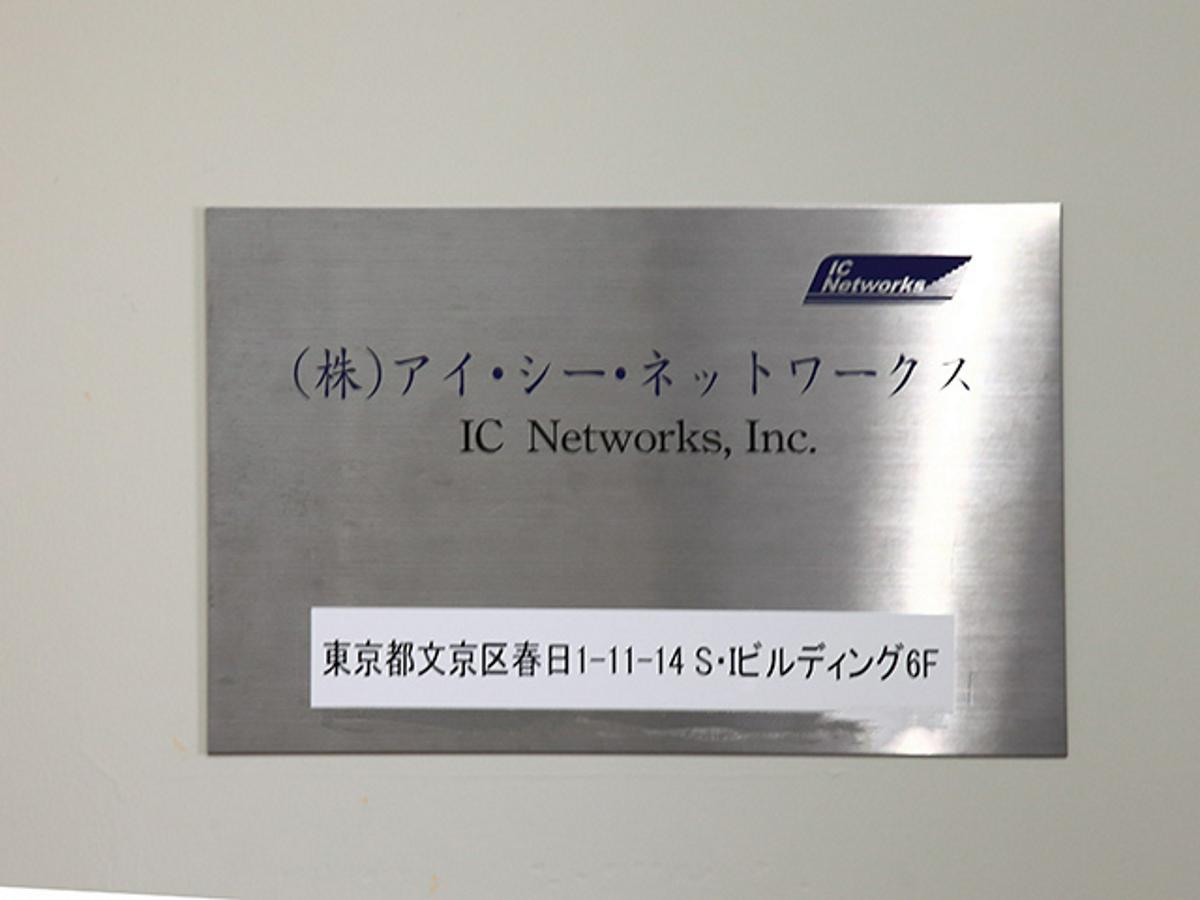 IC
Networks
(株)アイ・シー・ネットワークス
IC Networks, Inc.
東京都文京区春日1-11-14 S・Iビルディング6F